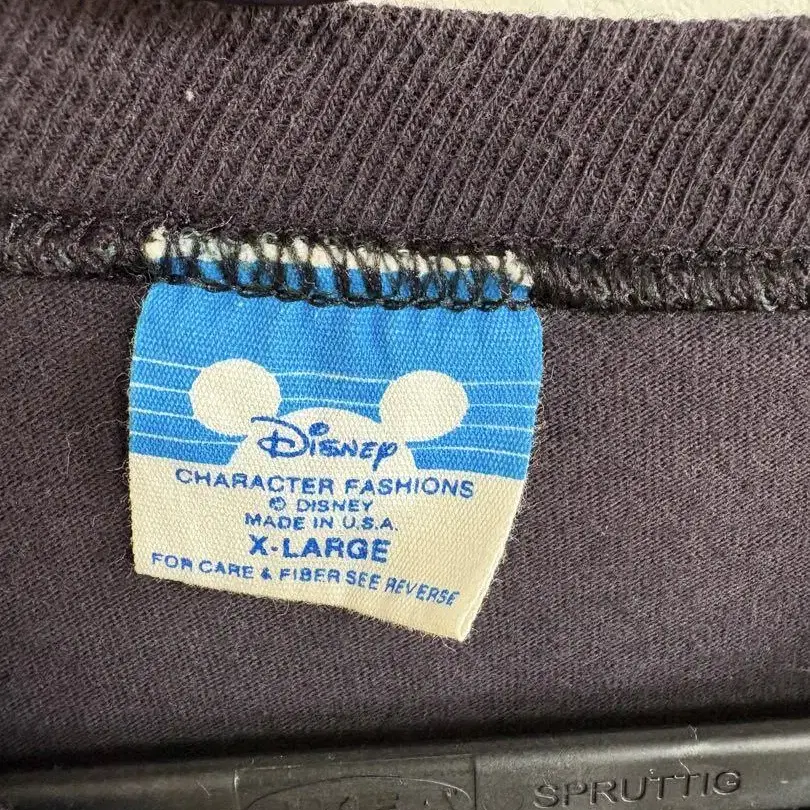 Disney
CHARACTER FASHIONS
© DISNEY
MADE IN U.S.A.
X-LARGE
FOR CARE & FIBER SEE REVERSE
SPRUTTIG